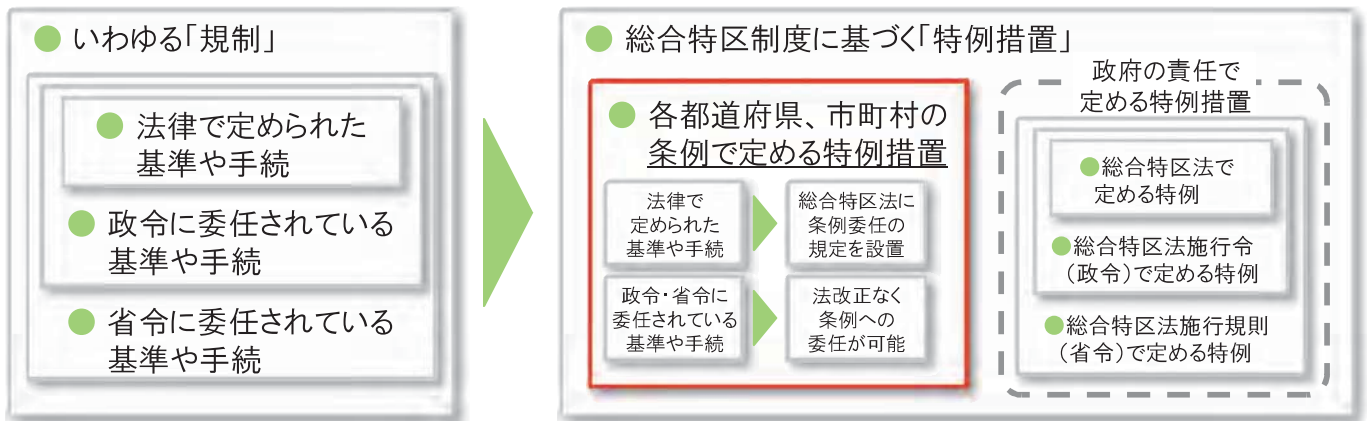 ● いわゆる「規制」
● 法律で定められた
基準や手続
● 政令に委任されている
基準や手続
● 省令に委任されている
基準や手続
● 総合特区制度に基づく「特例措置」
● 各都道府県、市町村の
条例で定める特例措置
法律で
定められた
基準や手続
総合特区法に
条例委任の
規定を設置
政令・省令に
委任されている
基準や手続
法改正なく
条例への
委任が可能
政府の責任で
定める特例措置
●総合特区法で
定める特例
●総合特区法施行令
（政令）で定める特例
●総合特区法施行規則
（省令）で定める特例